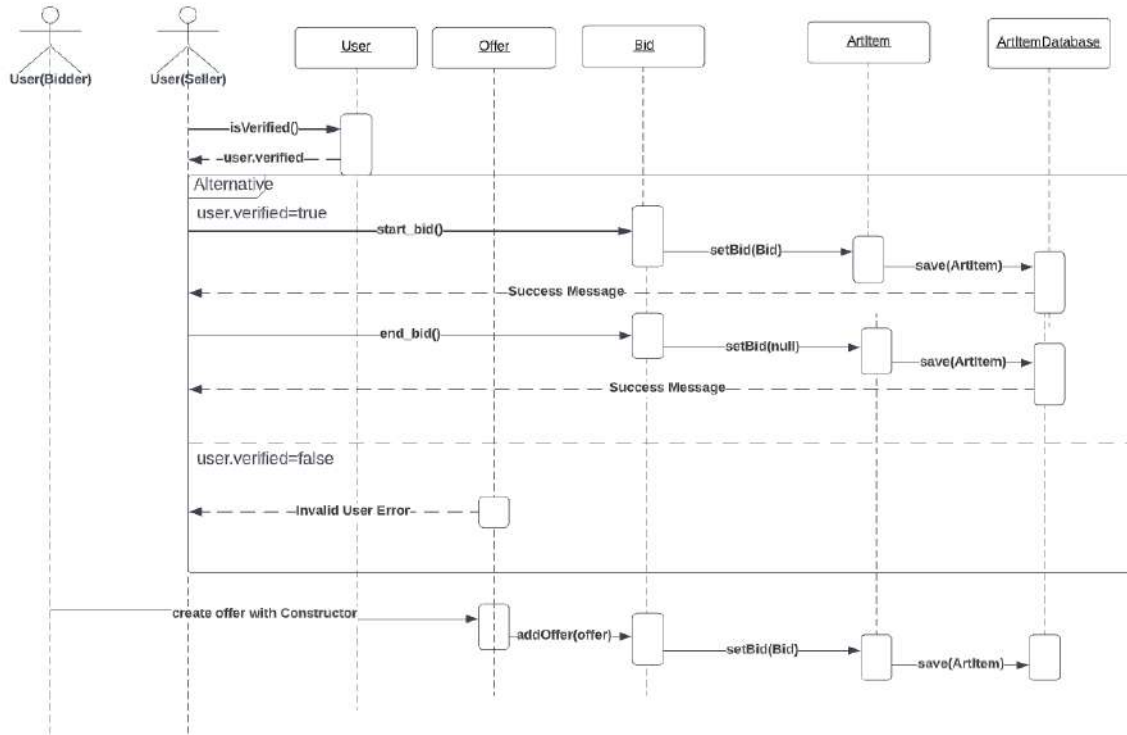 User(Bidder)
User(Seller)
User
Offer
Bid
ArtItem
ArtItemDatabase
isVerified()
user.verified
Alternative
user.verified=true
start_bid()
setBid(Bid)
save(ArtItem)
Success Message
end_bid()
setBid(null)
save(ArtItem)
Success Message
user.verified=false
Invalid User Error
create offer with Constructor
addOffer(offer)
setBid(Bid)
save(ArtItem)